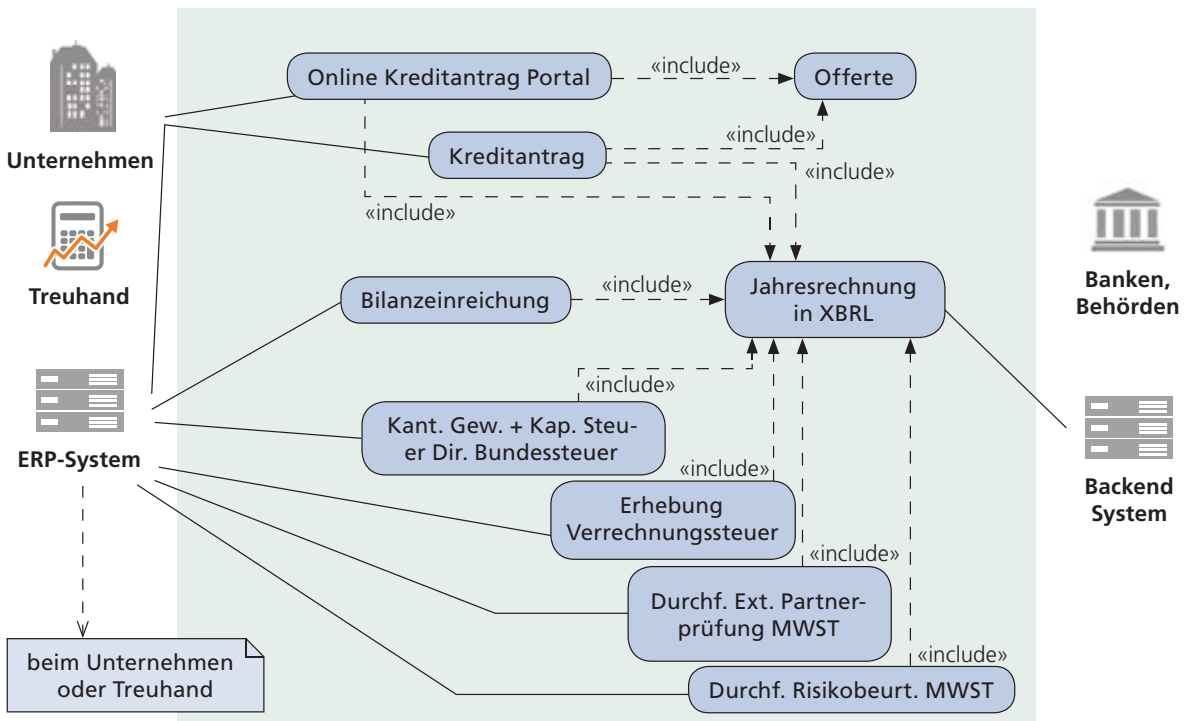 Unternehmen
Treuhand
ERP-System
beim Unternehmen
oder Treuhand
Online Kreditantrag Portal
«include»
Offerte
Kreditantrag
«include»
«include»
«include»
Bilanzeinreichung
«include»
Jahresrechnung
in XBRL
«include»
Kant. Gew. + Kap. Steu-
er Dir. Bundessteuer
«include»
Erhebung
Verrechnungssteuer
«include»
Durchf. Ext. Partner-
prüfung MWST
«include»
Durchf. Risikobeurt. MWST
Banken,
Behörden
Backend
System